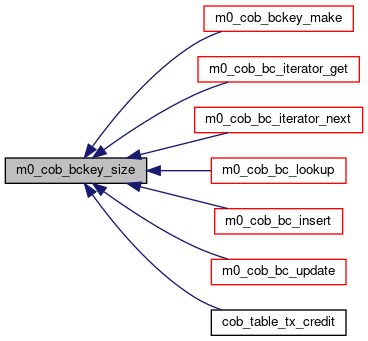 m0_cob_bckey_make
m0_cob_bc_iterator_get
m0_cob_bc_iterator_next
m0_cob_bckey_size
m0_cob_bc_lookup
m0_cob_bc_insert
m0_cob_bc_update
cob_table_tx_credit